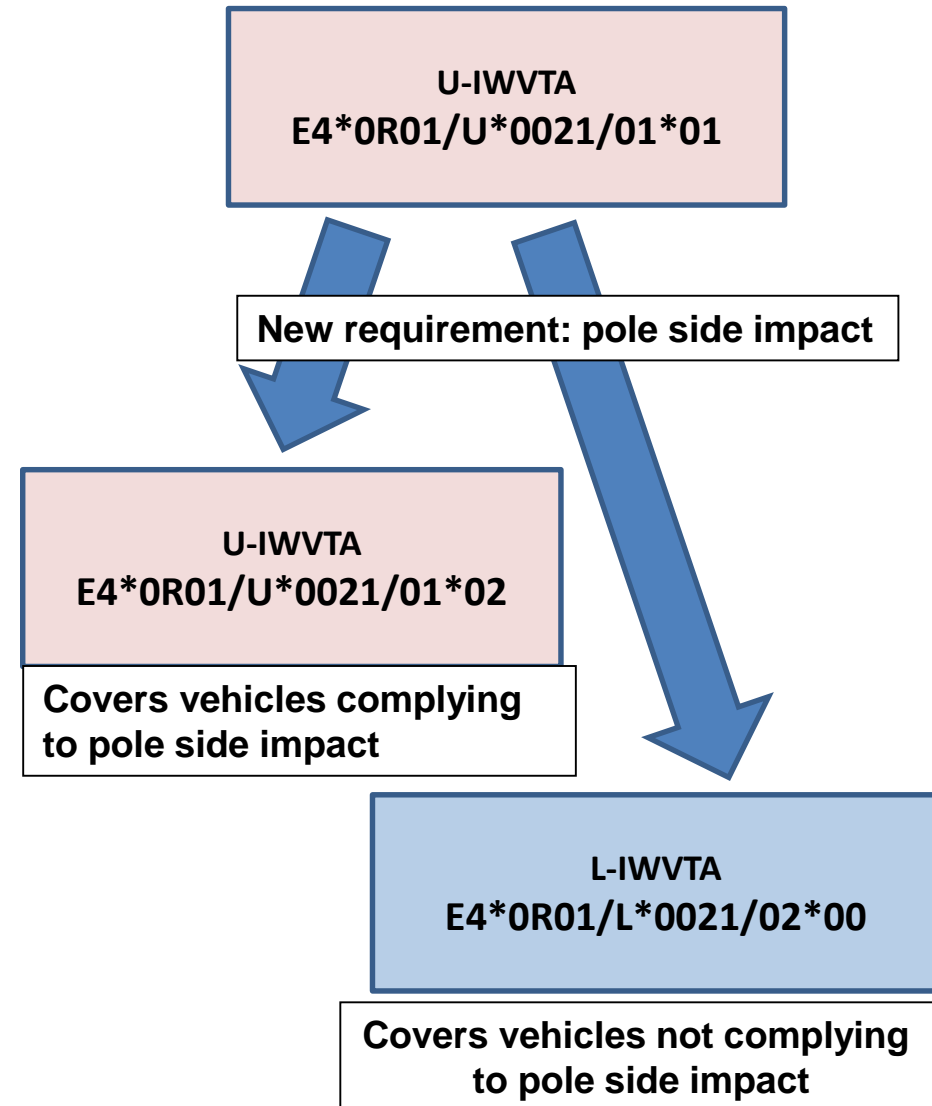 U-IWVTA
E4*0R01/U*0021/01*01
New requirement: pole side impact
U-IWVTA
E4*0R01/U*0021/01*02
Covers vehicles complying
to pole side impact
L-IWVTA
E4*0R01/L*0021/02*00
Covers vehicles not complying
to pole side impact